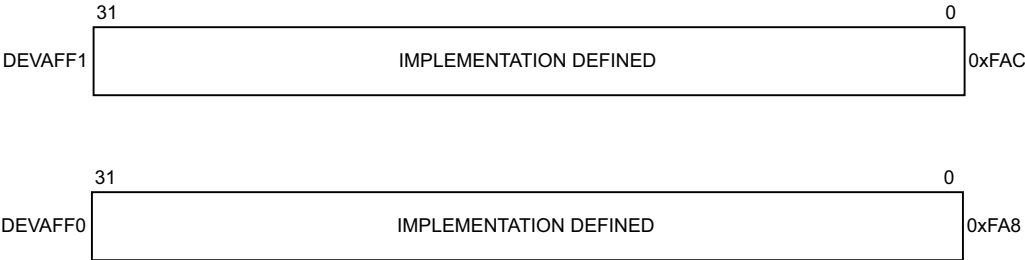 31 0
DEVAFF1 IMPLEMENTATION DEFINED 0xFAC
31 0
DEVAFF0 IMPLEMENTATION DEFINED 0xFA8